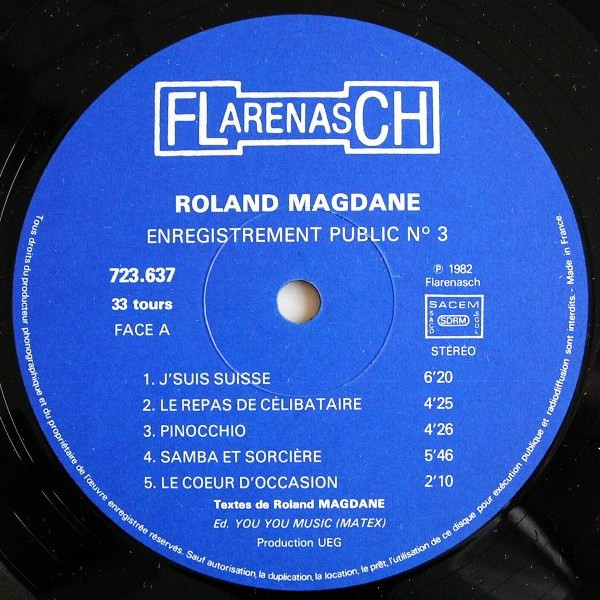 FLARENASCH
ROLAND MAGDANE
ENREGISTREMENT PUBLIC Nº 3
723.637
33 tours
FACE A
℗ 1982
Flarenasch
SACEM
SACD SDRM SGDL
STÉRÉO
1. J'SUIS SUISSE 6'20
2. LE REPAS DE CÉLIBATAIRE 4'25
3. PINOCCHIO 4'26
4. SAMBA ET SORCIÈRE 5'46
5. LE COEUR D'OCCASION 2'10
Textes de Roland MAGDANE
Ed. YOU YOU MUSIC (MATEX)
Production UEG
Tous droits du producteur phonographique et du propriétaire de l'œuvre enregistrée réservés. Sauf autorisation, la duplication, la location, le prêt, l'utilisation de ce disque pour exécution publique et radiodiffusion sont interdits. - Made in France.